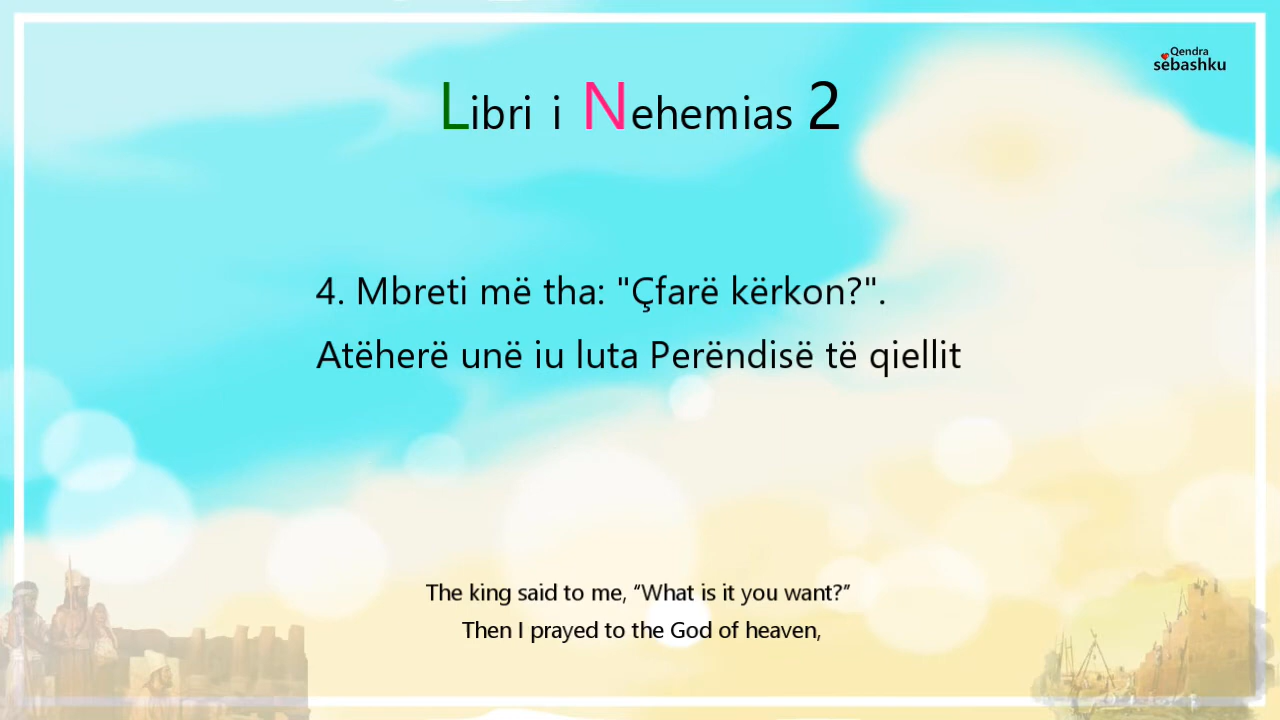 Qendra
sëbashku
Libri i Nehemias 2
4. Mbreti më tha: "Çfarë kërkon?".
Atëherë unë iu luta Perëndisë të qiellit
The king said to me, “What is it you want?”
Then I prayed to the God of heaven,